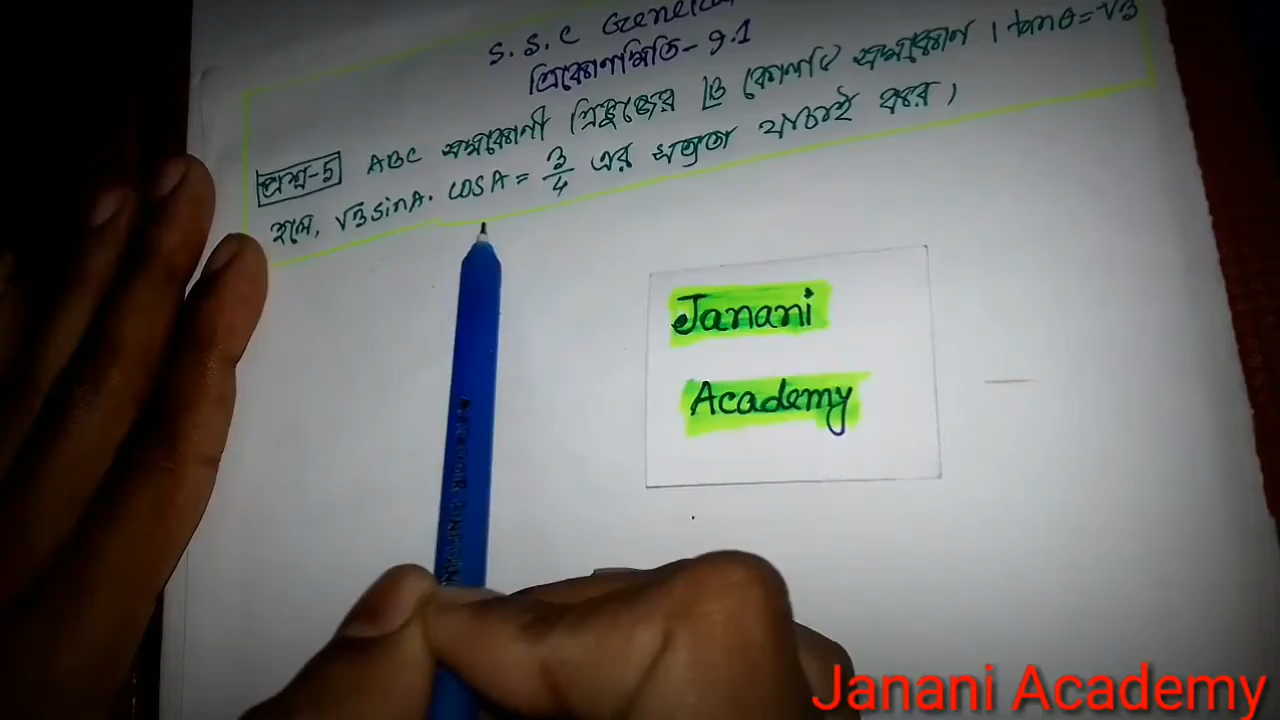 S. S. C General
ত্রিকোণমিতি- 9.1
প্রশ্ন-5 ABC সমকোণী ত্রিভুজের B কোণটি সমকোণ । tanθ=√3
হলে, √3 sinA. cosA = 3/4 এর সত্যতা যাচাই কর ।
Janani
Academy
Janani Academy